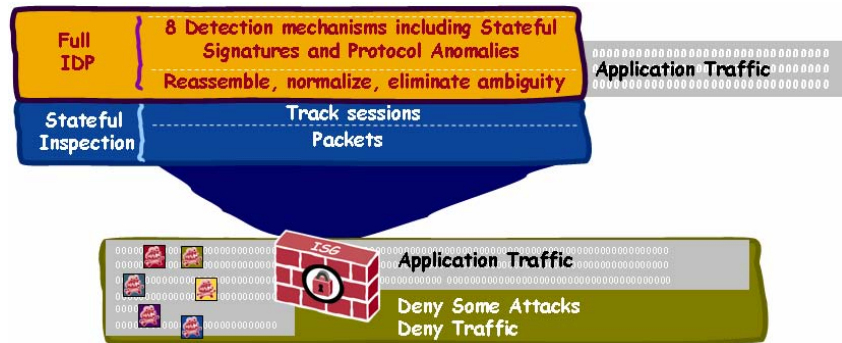 Full
IDP
8 Detection mechanisms including Stateful
Signatures and Protocol Anomalies
Reassemble, normalize, eliminate ambiguity
Application Traffic
Stateful
Inspection
Track sessions
Packets
ISG
Application Traffic
Deny Some Attacks
Deny Traffic